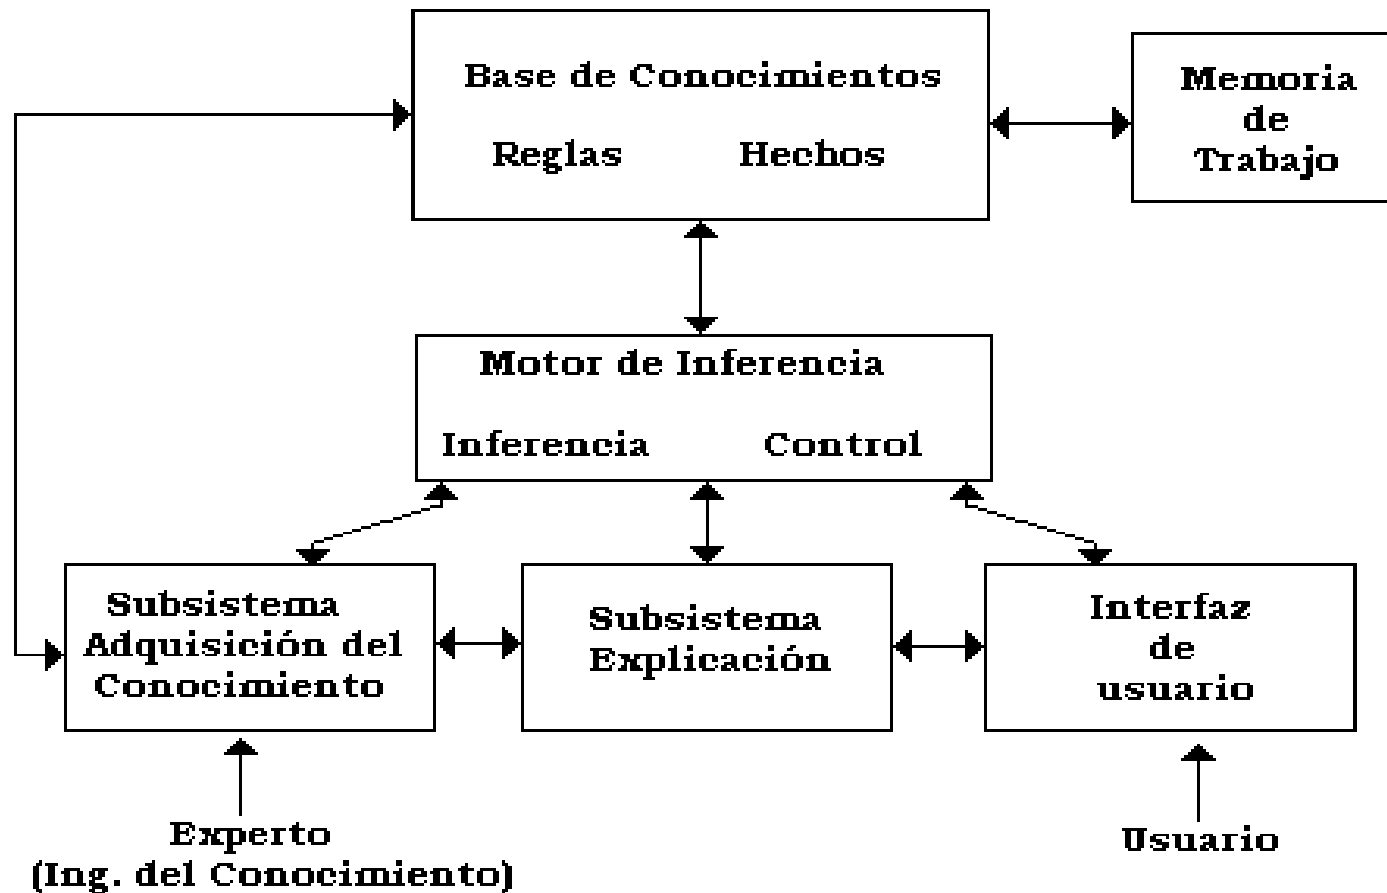 Base de Conocimientos
Reglas Hechos
Memoria
de
Trabajo
Motor de Inferencia
Inferencia Control
Subsistema
Adquisición del
Conocimiento
Subsistema
Explicación
Interfaz
de
usuario
Experto
(Ing. del Conocimiento)
Usuario